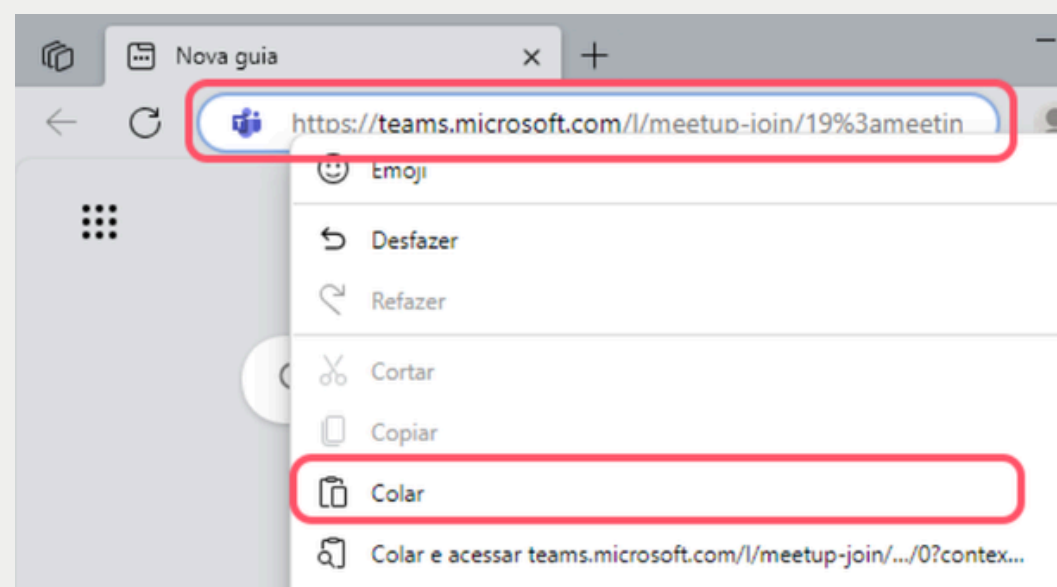 Nova guia
https://teams.microsoft.com/l/meetup-join/19%3ameetin
Emoji
Desfazer
Refazer
Cortar
Copiar
Colar
Colar e acessar teams.microsoft.com/l/meetup-join/.../0?contex...